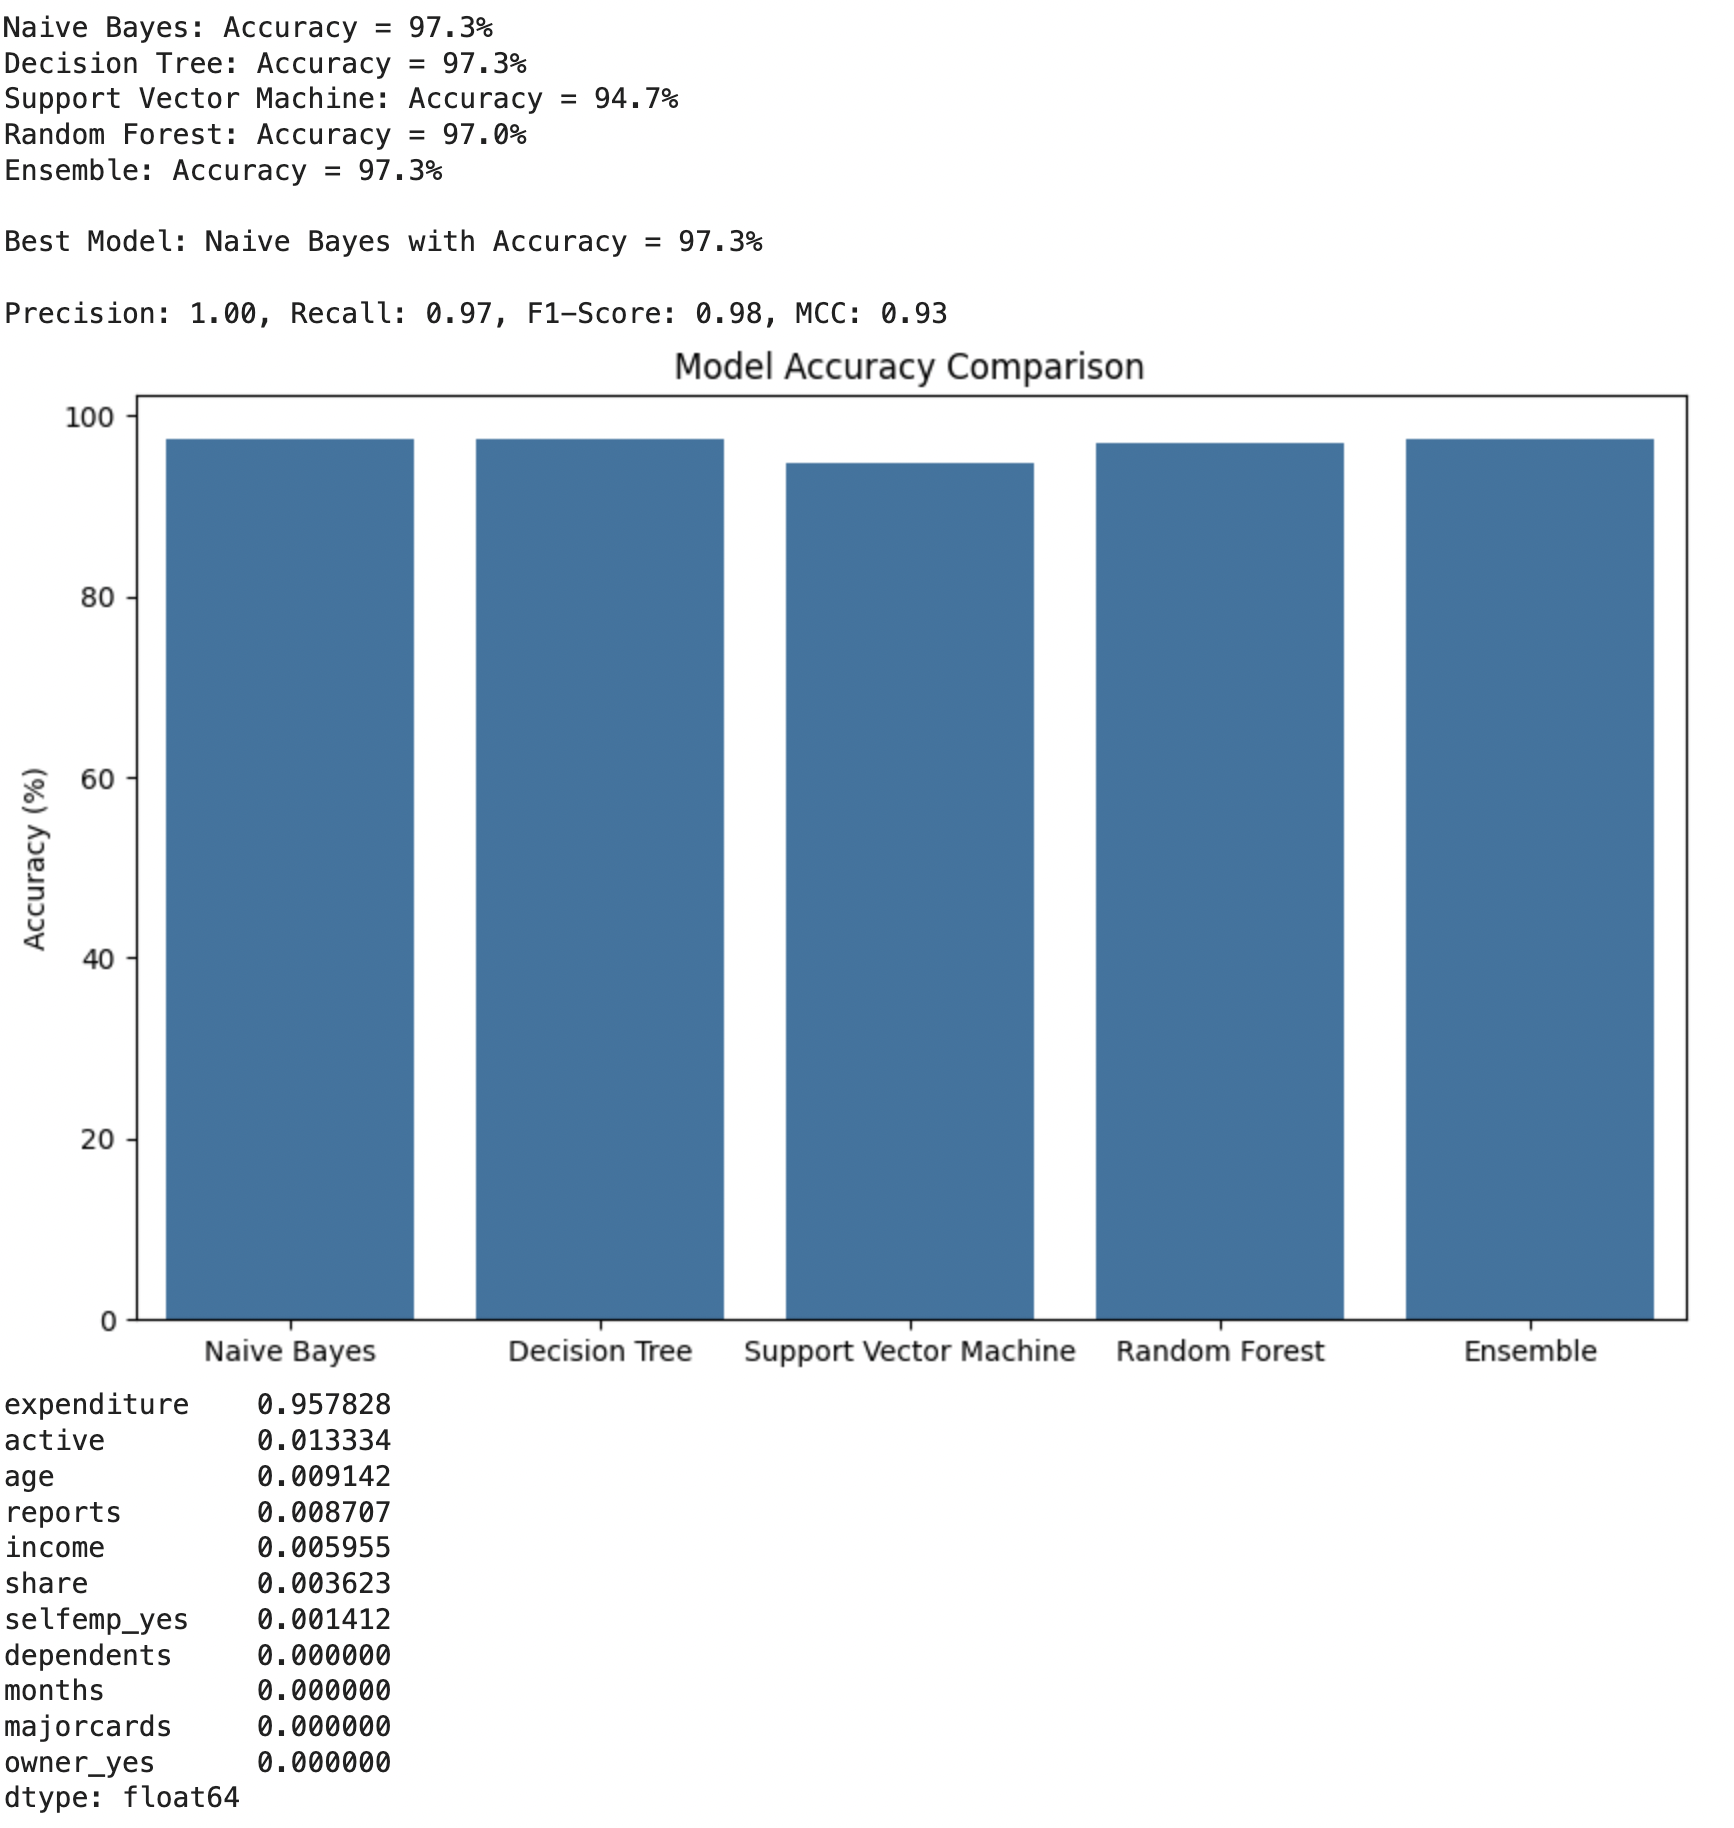 Naive Bayes: Accuracy = 97.3%
Decision Tree: Accuracy = 97.3%
Support Vector Machine: Accuracy = 94.7%
Random Forest: Accuracy = 97.0%
Ensemble: Accuracy = 97.3%
Best Model: Naive Bayes with Accuracy = 97.3%
Precision: 1.00, Recall: 0.97, F1-Score: 0.98, MCC: 0.93
Model Accuracy Comparison
100
80
60
40
20
0
Accuracy (%)
Naive Bayes Decision Tree Support Vector Machine Random Forest Ensemble
expenditure 0.957828
active 0.013334
age 0.009142
reports 0.008707
income 0.005955
share 0.003623
selfemp_yes 0.001412
dependents 0.000000
months 0.000000
majorcards 0.000000
owner_yes 0.000000
dtype: float64